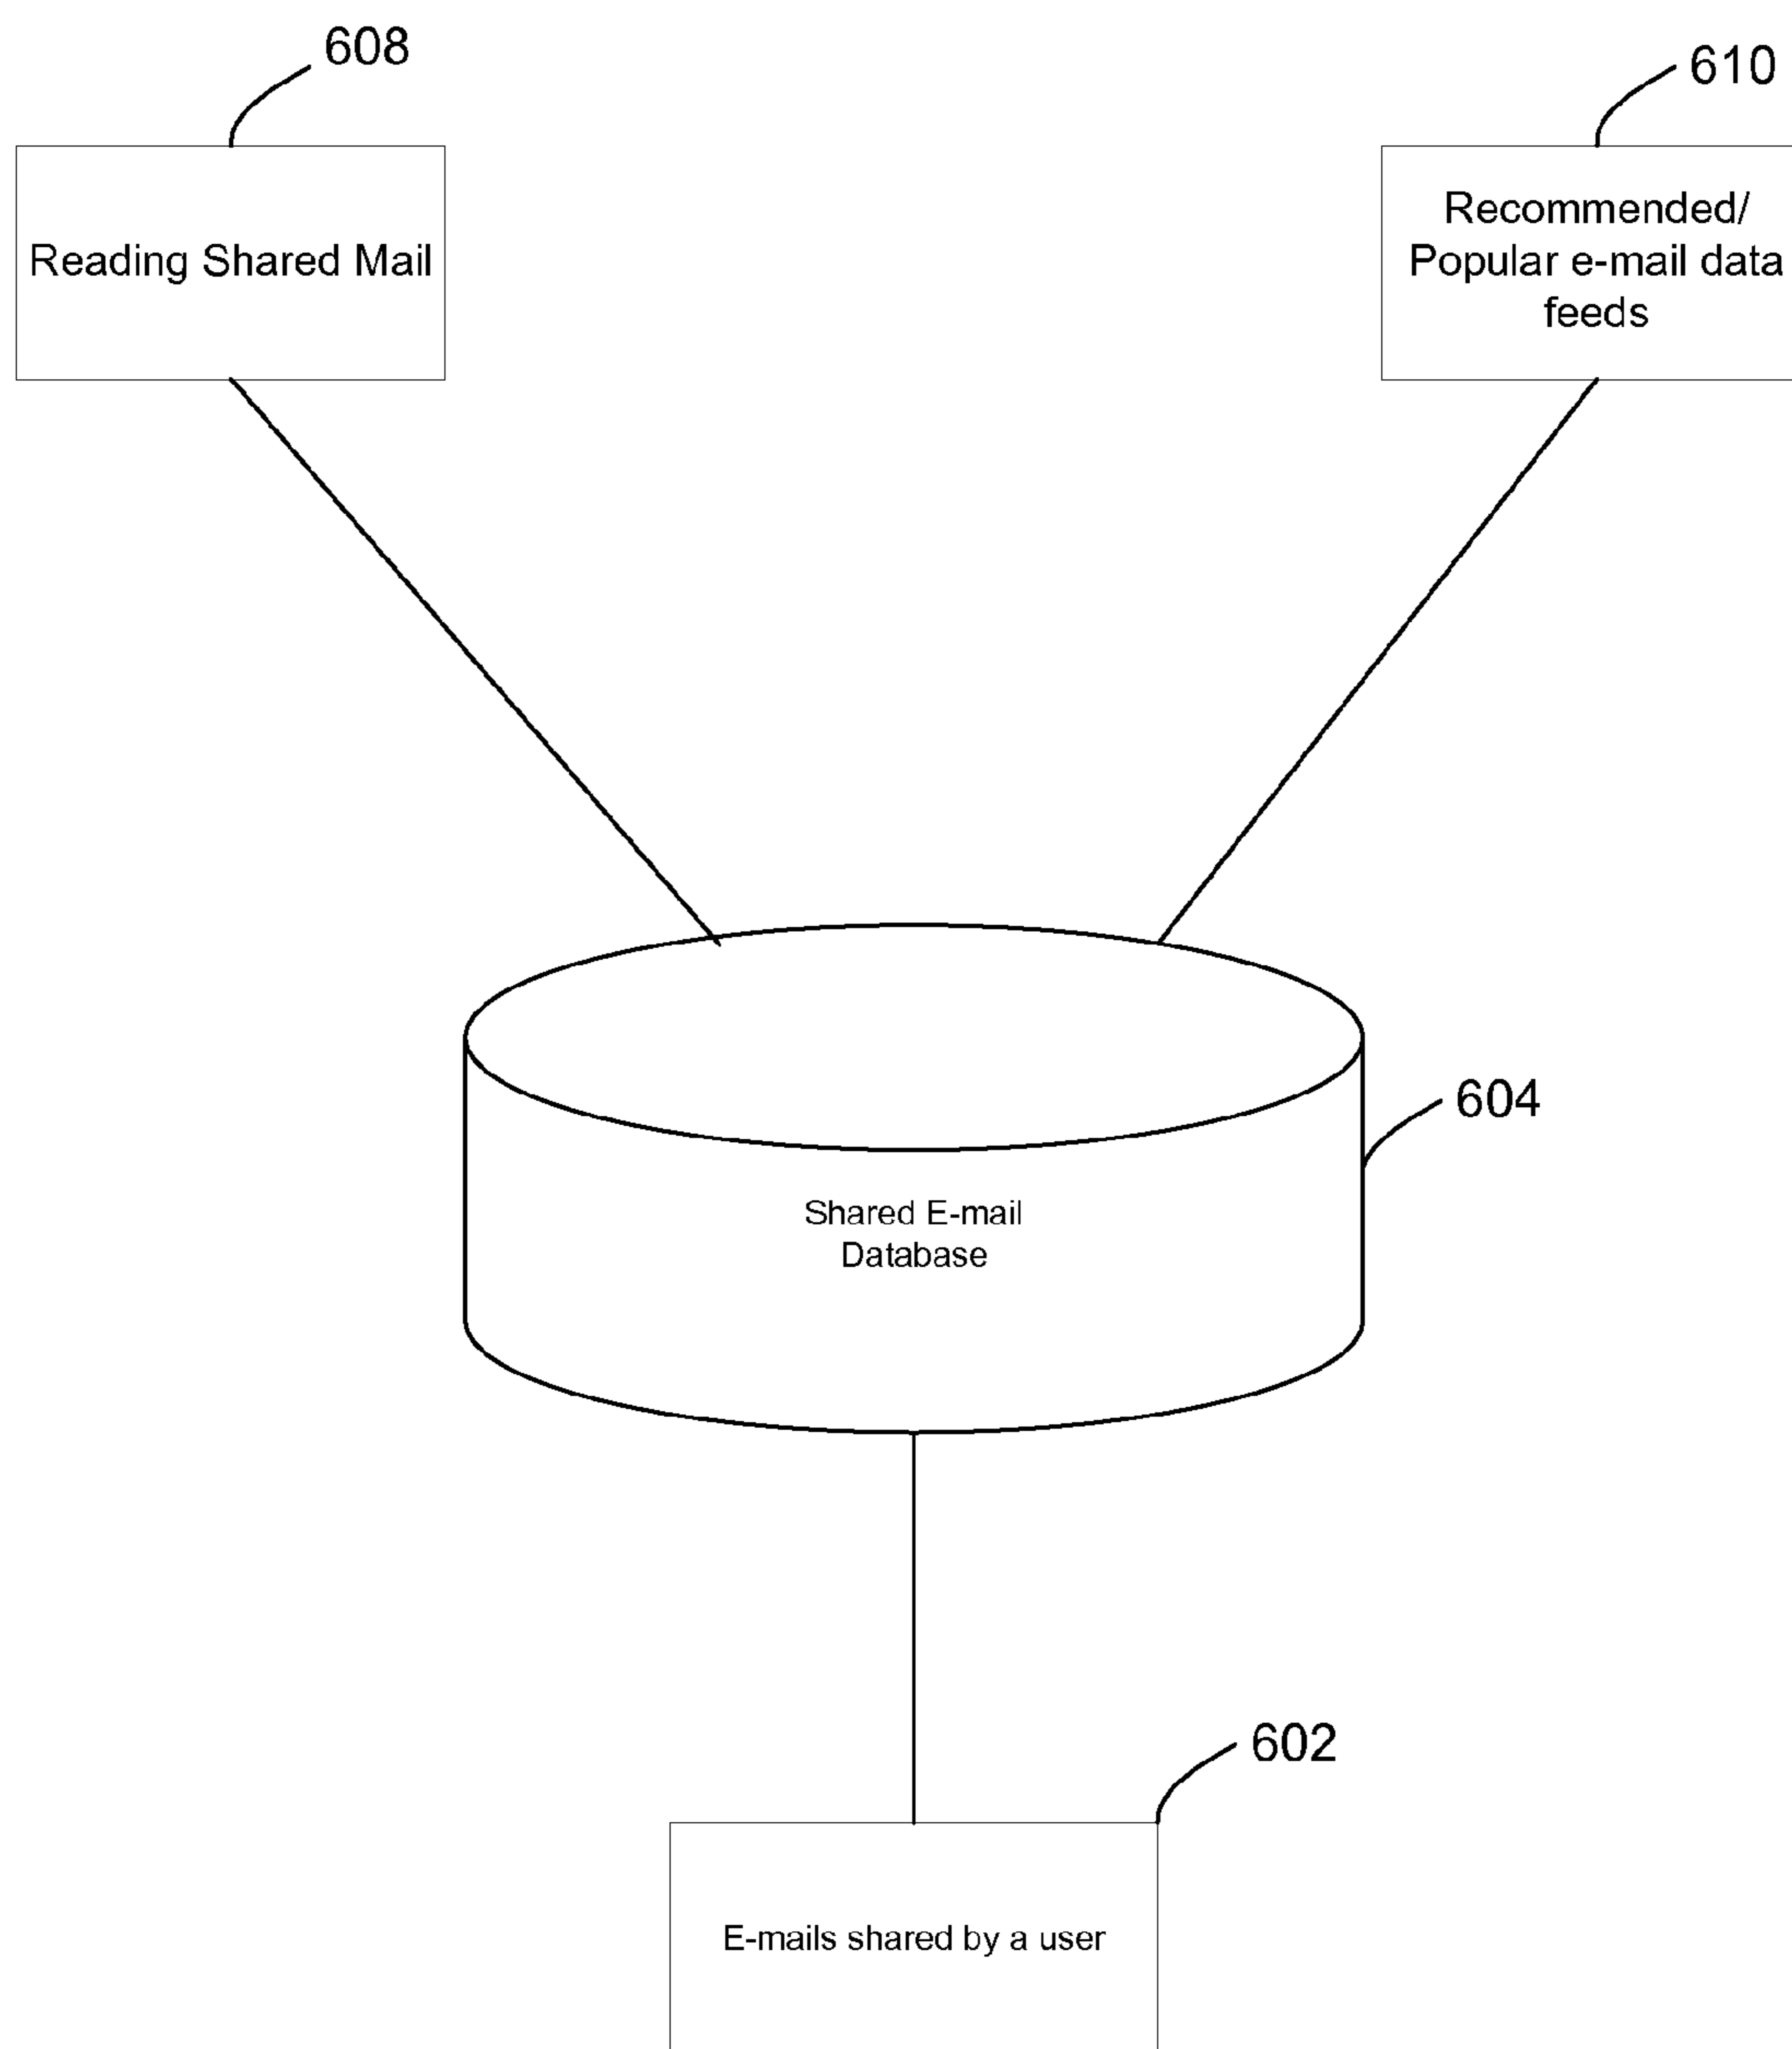 608
610
Reading Shared Mail
Recommended/
Popular e-mail data
feeds
604
Shared E-mail
Database
602
E-mails shared by a user